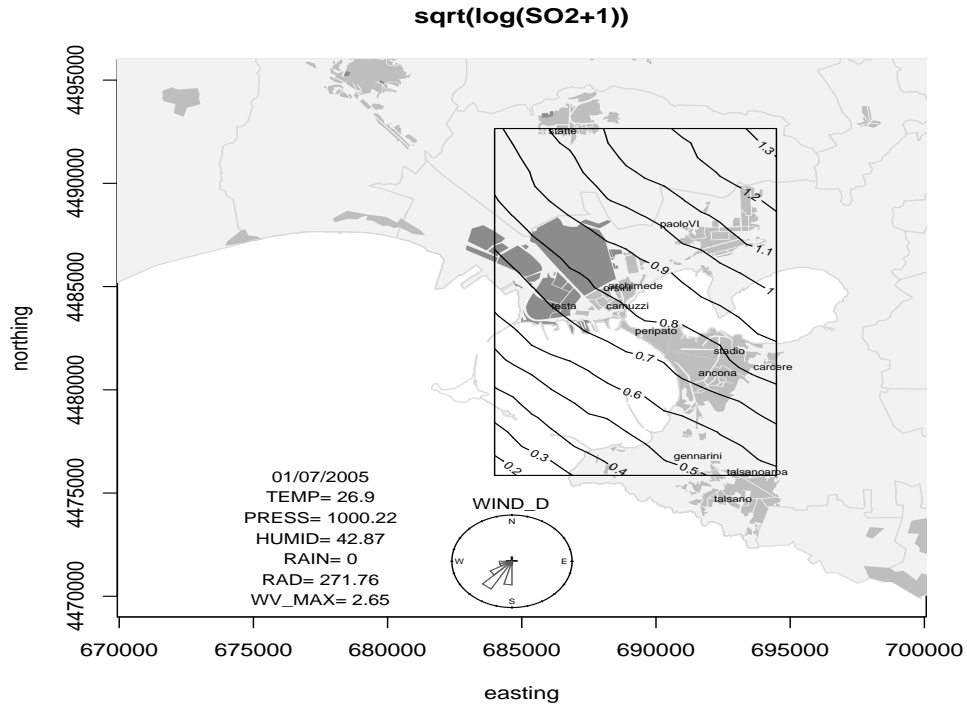 sqrt(log(SO2+1))
northing
4495000
4490000
4485000
4480000
4475000
4470000
statte
1.3
1.2
paoloVI
1.1
0.9
1
archimede
orsini
testa
camuzzi
0.8
peripato
0.7
stadio
carcere
ancona
0.6
gennarini
0.2
0.3
0.4
0.5
talsanoarpa
talsano
01/07/2005
TEMP= 26.9
PRESS= 1000.22
HUMID= 42.87
RAIN= 0
RAD= 271.76
WV_MAX= 2.65
WIND_D
N
W
E
S
670000 675000 680000 685000 690000 695000 700000
easting